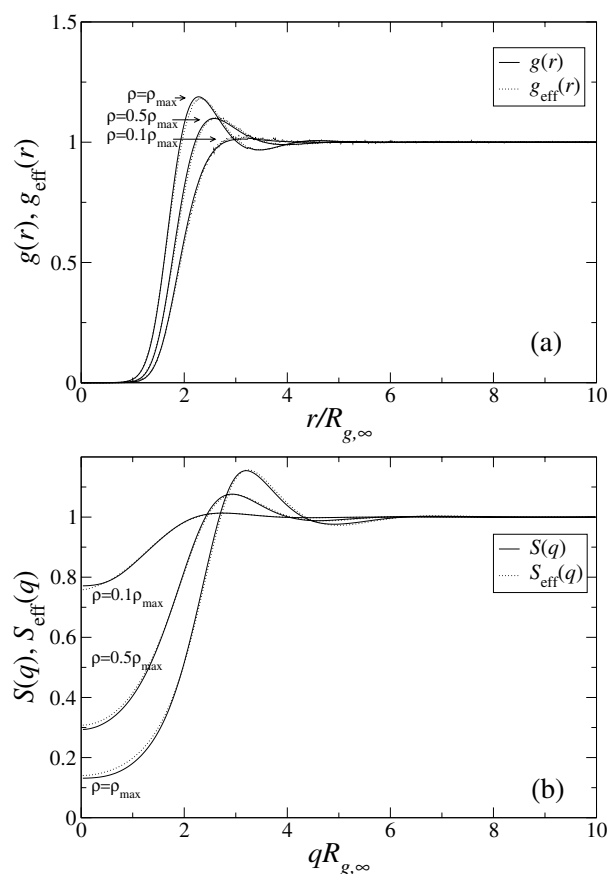 1.5
g(r)
g_eff(r)
ρ=ρ_max
ρ=0.5ρ_max
ρ=0.1ρ_max
1
g(r), g_eff(r)
0.5
(a)
0
0 2 4 6 8 10
r/R_g,∞
1
S(q)
S_eff(q)
0.8
ρ=0.1ρ_max
S(q), S_eff(q)
0.6
ρ=0.5ρ_max
0.4
0.2
ρ=ρ_max
(b)
0
0 2 4 6 8 10
qR_g,∞